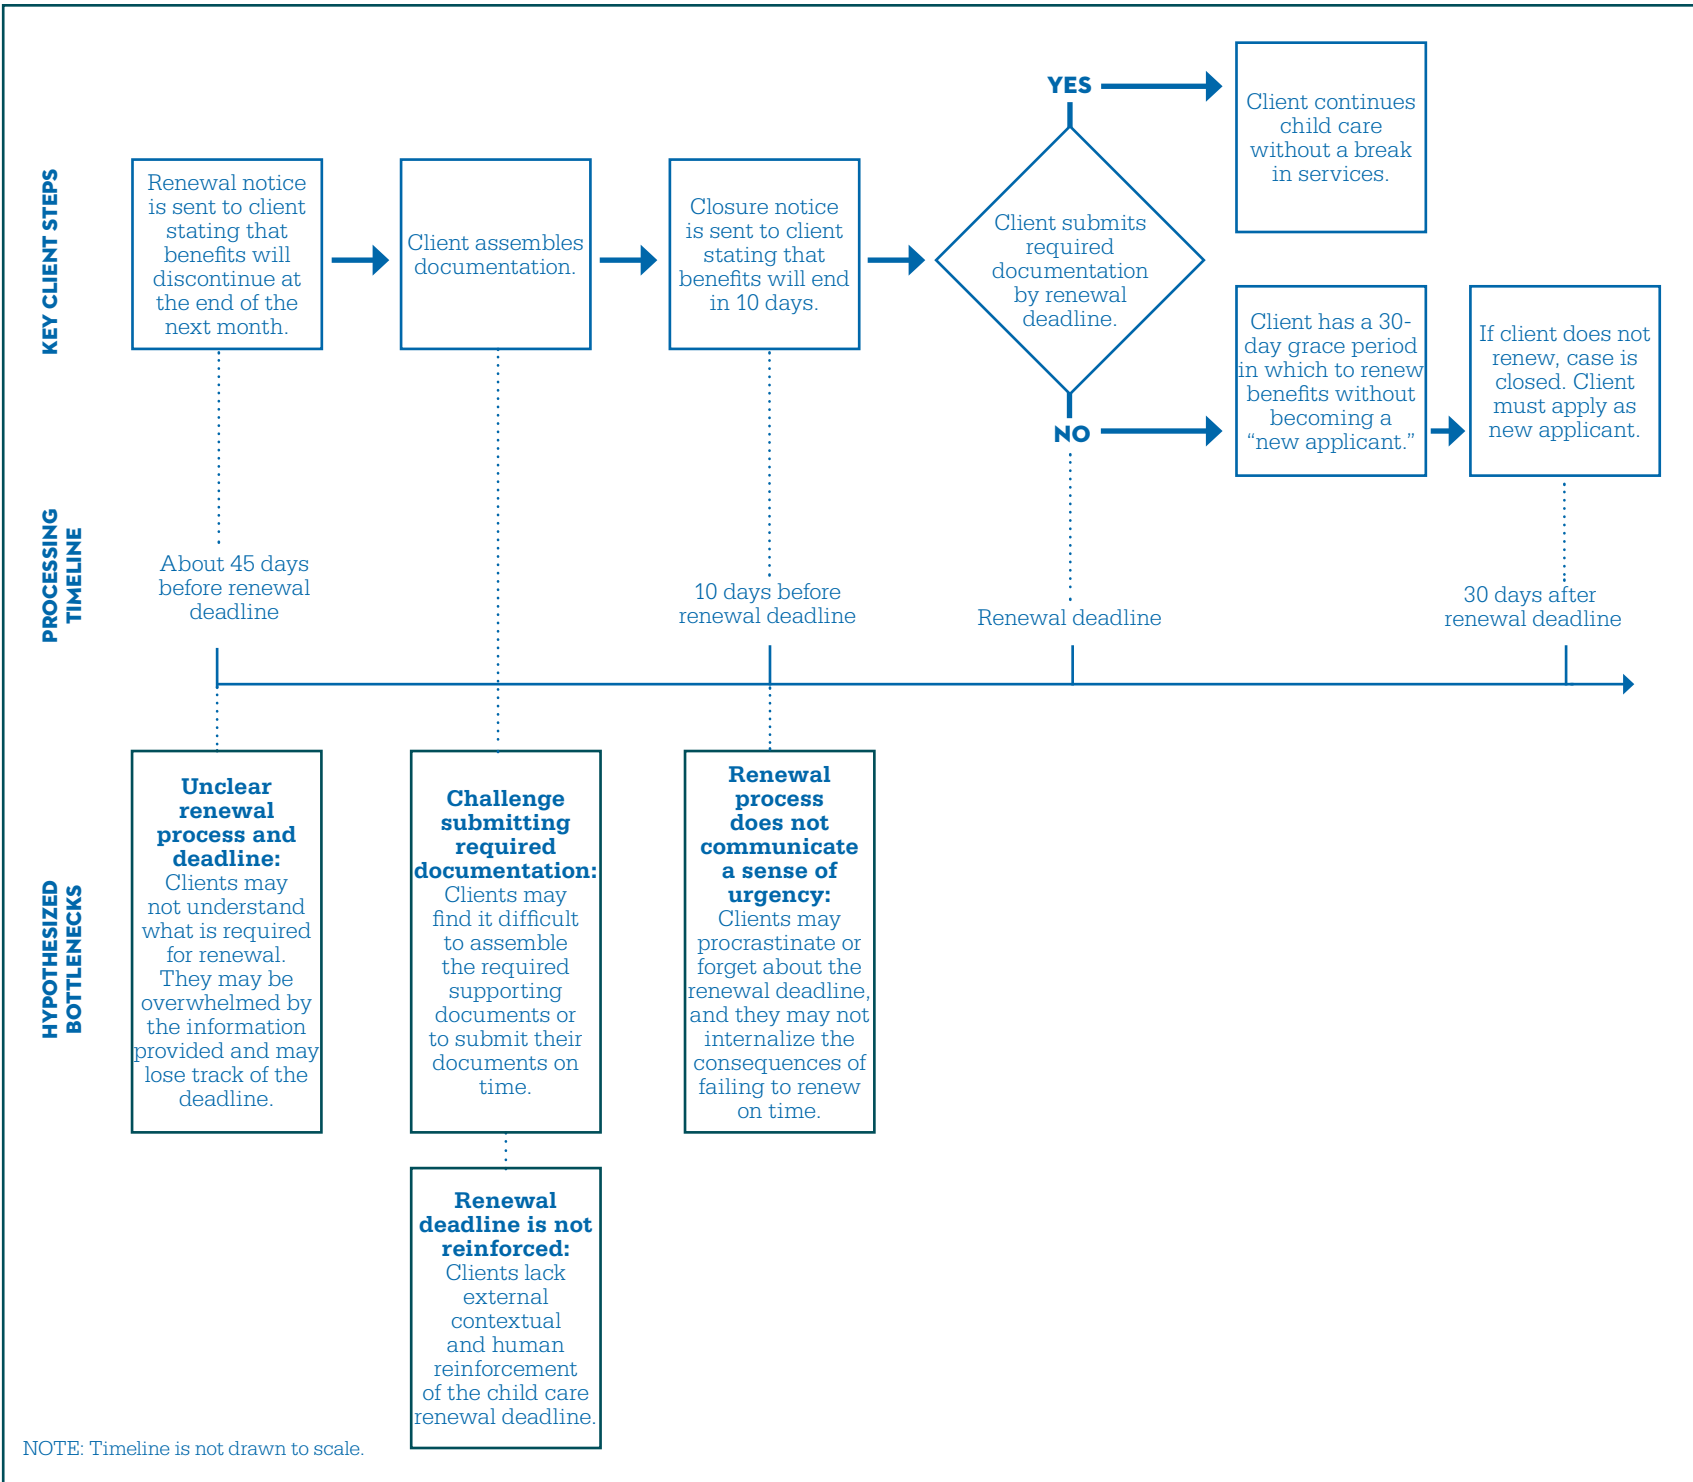 KEY CLIENT STEPS
Renewal notice
is sent to client
stating that
benefits will
discontinue at
the end of the
next month.
Client assembles
documentation.
Closure notice
is sent to client
stating that
benefits will end
in 10 days.
Client submits
required
documentation
by renewal
deadline.
YES
Client continues
child care
without a break
in services.
NO
Client has a 30-
day grace period
in which to renew
benefits without
becoming a
“new applicant.”
If client does not
renew, case is
closed. Client
must apply as
new applicant.
PROCESSING
TIMELINE
About 45 days
before renewal
deadline
10 days before
renewal deadline
Renewal deadline
30 days after
renewal deadline
HYPOTHESIZED
BOTTLENECKS
Unclear
renewal
process and
deadline:
Clients may
not understand
what is required
for renewal.
They may be
overwhelmed by
the information
provided and may
lose track of the
deadline.
Challenge
submitting
required
documentation:
Clients may
find it difficult
to assemble
the required
supporting
documents or
to submit their
documents on
time.
Renewal
deadline is not
reinforced:
Clients lack
external
contextual
and human
reinforcement
of the child care
renewal deadline.
Renewal
process
does not
communicate
a sense of
urgency:
Clients may
procrastinate or
forget about the
renewal deadline,
and they may not
internalize the
consequences of
failing to renew
on time.
NOTE: Timeline is not drawn to scale.